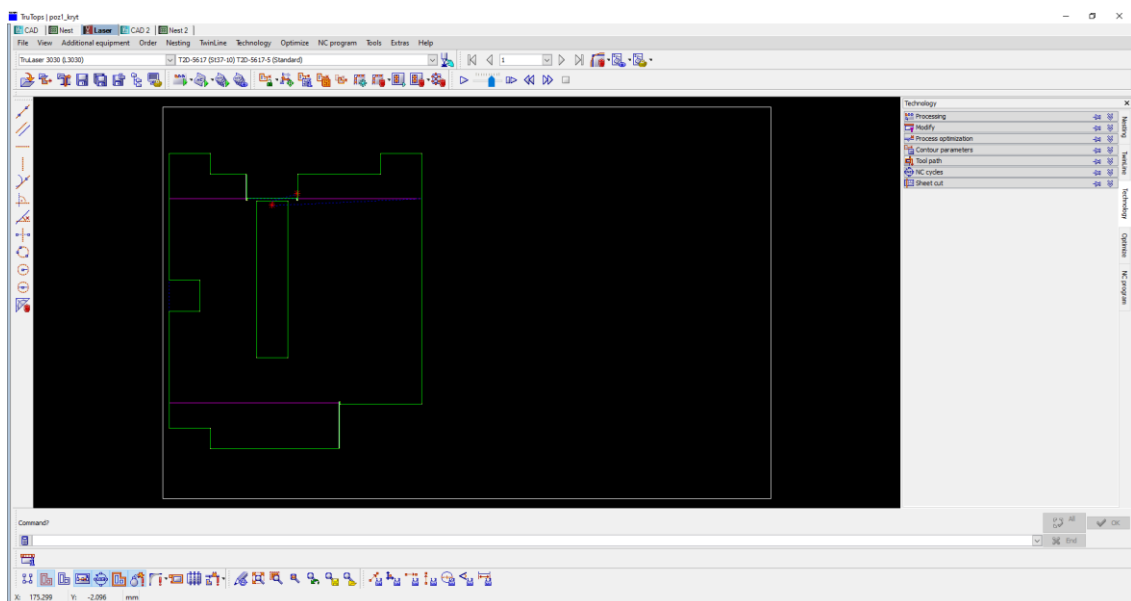 TruTops | poz1_kryt
CAD Nest Laser CAD 2 Nest 2
File View Additional equipment Order Nesting TwinLine Technology Optimize NC program Tools Extras Help
TruLaser 3030 (L3030) T2D-5617 (St37-10) T2D-5617-5 (Standard) 1
Technology
Processing
Modify
Process optimization
Contour parameters
Tool path
NC cycles
Sheet cut
Nesting
TwinLine
Technology
Optimize
NC program
Command?
All OK
End
X: 175.299 Y: -2.096 mm